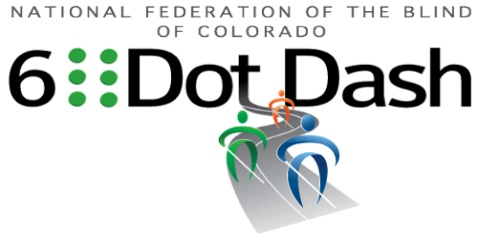 NATIONAL FEDERATION OF THE BLIND
OF COLORADO
6 ⠿ Dot Dash